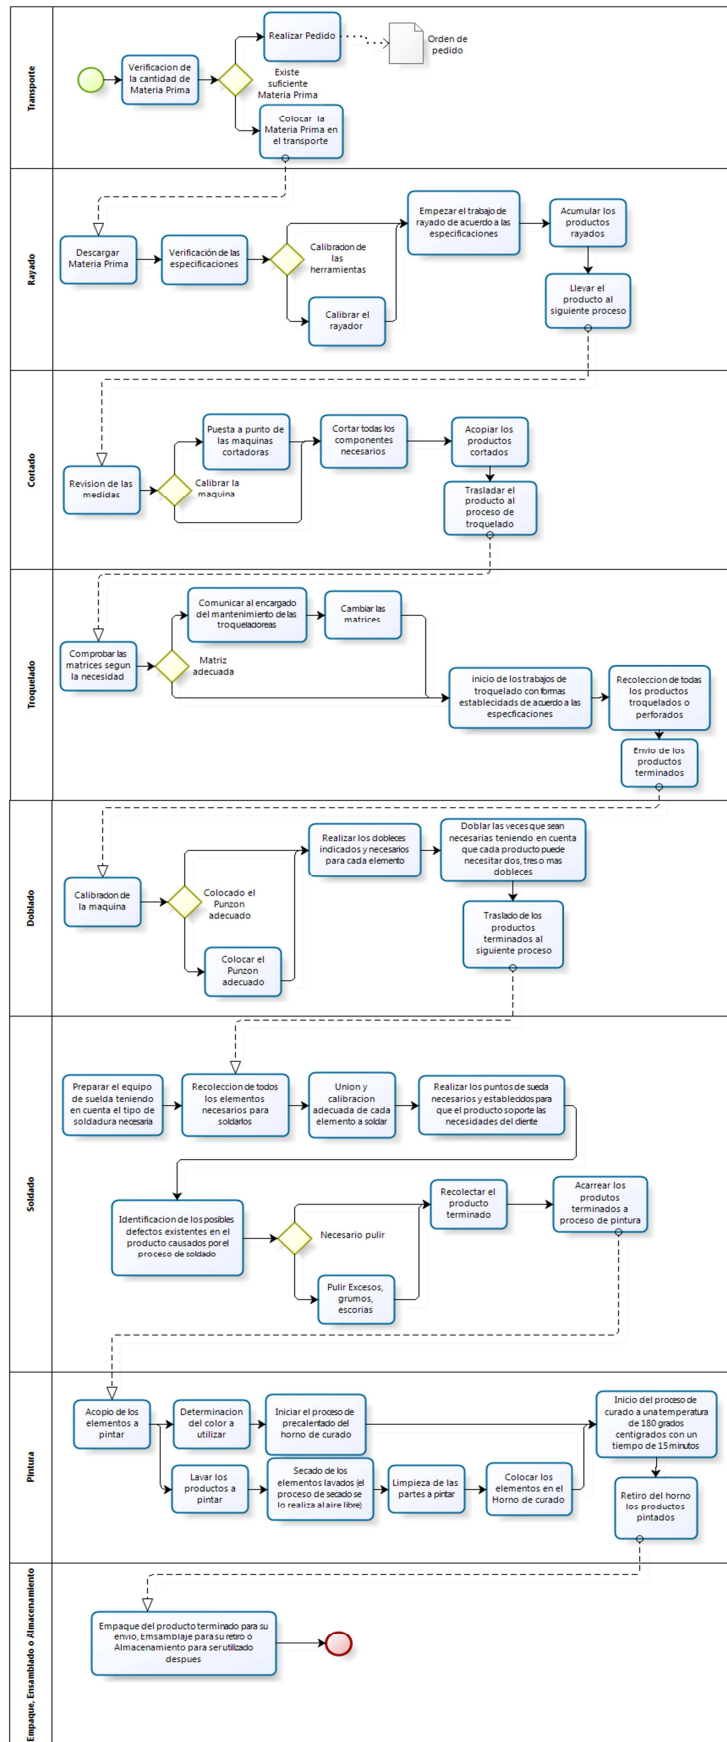 Transporte
Realizar Pedido
Orden de
pedido
Verificacion de
la cantidad de
Materia Prima
Existe
suficiente
Materia Prima
Colocar la
Materia Prima en
el transporte
Rayado
Empezar el trabajo de
rayado de acuerdo a las
especificaciones
Acumular los
productos
rayados
Descargar
Materia Prima
Verificación de las
especificaciones
Calibracion de
las
herramientas
Llevar el
producto al
siguiente proceso
Calibrar el
rayador
Cortado
Puesta a punto de
las maquinas
cortadoras
Cortar todas los
componentes
necesarios
Acopiar los
productos
cortados
Revision de las
medidas
Calibrar la
maquina
Trasladar el
producto al
proceso de
troquelado
Troquelado
Comunicar al encargado
del mantenimiento de las
troqueladoreas
Cambiar las
matrices
Comprobar las
matrices segun
la necesidad
Matriz
adecuada
inicio de los trabajos de
troquelado con formas
establecidads de acuerdo a las
especficaciones
Recoleccion de todas
los productos
troquelados o
perforados
Envio de los
productos
terminados
Doblado
Realizar los dobleces
indicados y necesarios
para cada elemento
Doblar las veces que sean
necesarias teniendo en cuenta
que cada producto puede
necesitar dos, tres o mas
dobleces
Calibracion de
la maquina
Colocado el
Punzon
adecuado
Traslado de los
productos
terminados al
siguiente proceso
Colocar el
Punzon
adecuado
Soldado
Preparar el equipo
de suelda teniendo
en cuenta el tipo de
soldadura necesaria
Recoleccion de todos
los elementos
necesarios para
soldarlos
Union y
calibracion
adecuada de cada
elemento a soldar
Realizar los puntos de sueda
necesarios y establecidos para
que el producto soporte las
necesidades del cliente
Identificacion de los posibles
defectos existentes en el
producto causados por el
proceso de soldado
Necesario pulir
Recolectar el
producto
terminado
Acarrear los
produtos
terminados a
proceso de pintura
Pulir Excesos,
grumos,
escorias
Pintura
Acopio de los
elementos a
pintar
Determinacion
del color a
utilizar
Iniciar el proceso de
precalentado del
horno de curado
Inicio del proceso de
curado a una temperatura
de 180 grados
centigrados con un
tiempo de 15 minutos
Lavar los
productos a
pintar
Secado de los
elementos lavados (el
proceso de secado se
lo realiza al aire libre)
Limpieza de las
partes a pintar
Colocar los
elementos en el
Horno de curado
Retiro del horno
los productos
pintados
Empaque, Ensamblado o Almacenamiento
Empaque del producto terminado para su
envio, Emsamblaje para su retiro o
Almacenamiento para ser utilizado
despues